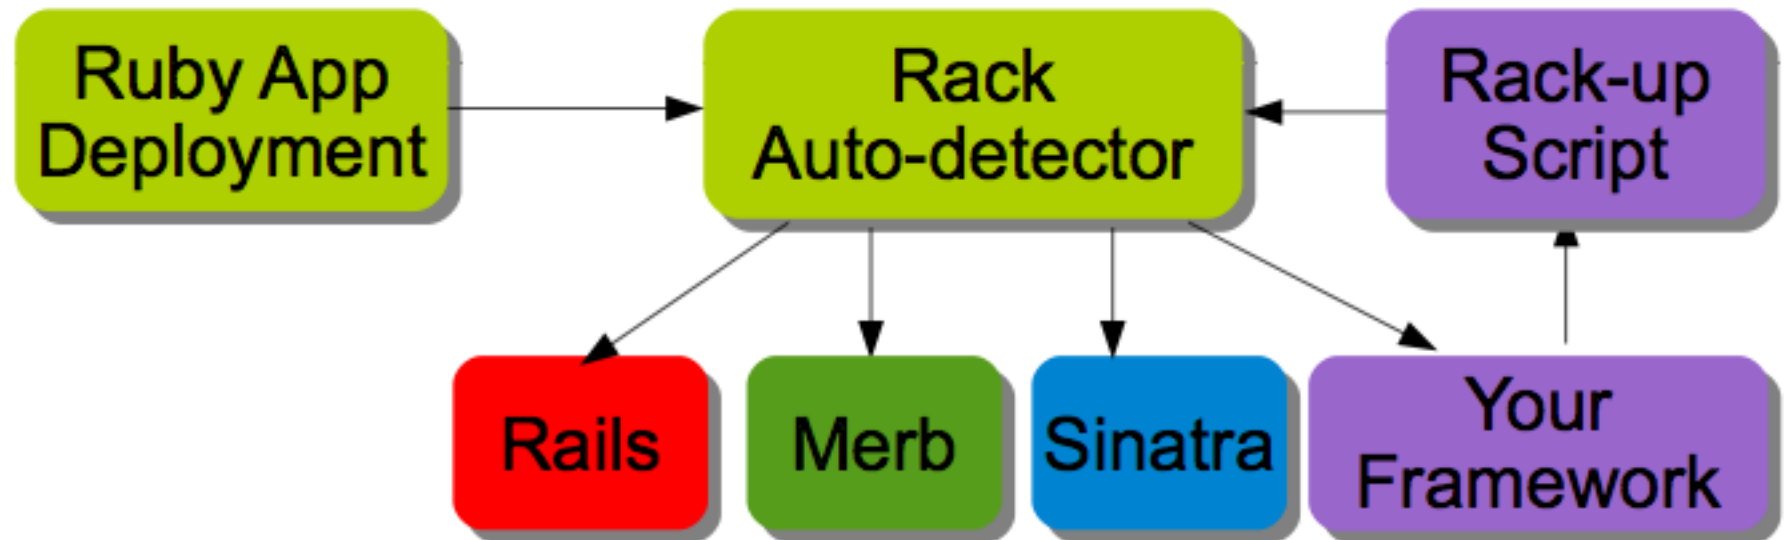 Ruby App
Deployment
Rack
Auto-detector
Rack-up
Script
Rails
Merb
Sinatra
Your
Framework